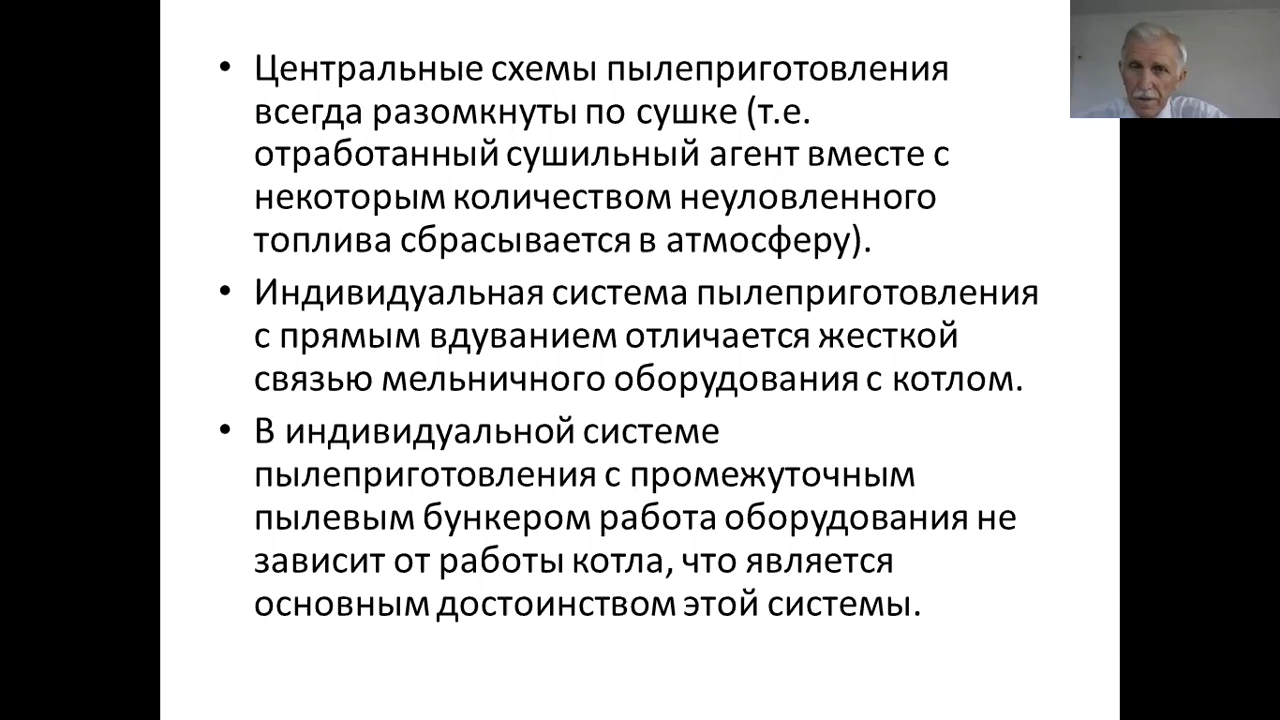 • Центральные схемы пылеприготовления
всегда разомкнуты по сушке (т.е.
отработанный сушильный агент вместе с
некоторым количеством неуловленного
топлива сбрасывается в атмосферу).
• Индивидуальная система пылеприготовления
с прямым вдуванием отличается жесткой
связью мельничного оборудования с котлом.
• В индивидуальной системе
пылеприготовления с промежуточным
пылевым бункером работа оборудования не
зависит от работы котла, что является
основным достоинством этой системы.